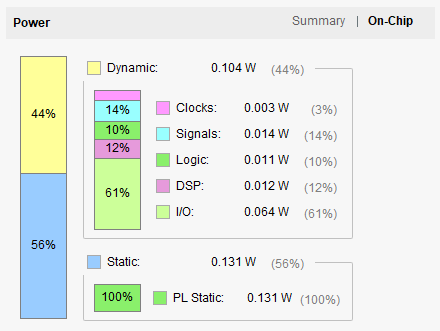 Power Summary | On-Chip
44%
56%
Dynamic: 0.104 W (44%)
14%
10%
12%
61%
Clocks: 0.003 W (3%)
Signals: 0.014 W (14%)
Logic: 0.011 W (10%)
DSP: 0.012 W (12%)
I/O: 0.064 W (61%)
Static: 0.131 W (56%)
100% PL Static: 0.131 W (100%)